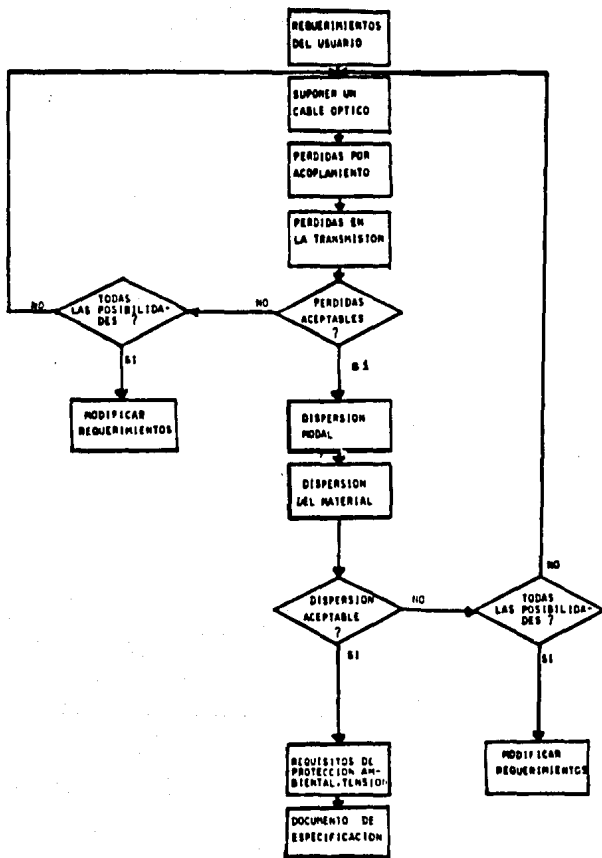 REQUERIMIENTOS
DEL USUARIO
SUPONER UN
CABLE OPTICO
PERDIDAS POR
ACOPLAMIENTO
PERDIDAS EN
LA TRANSMISION
PERDIDAS
ACEPTABLES
?
NO
TODAS
LAS POSIBILIDA-
DES ?
NO
SI
MODIFICAR
REQUERIMIENTOS
SÍ
DISPERSION
MODAL
DISPERSION
DEL MATERIAL
DISPERSION
ACEPTABLE
?
NO
TODAS
LAS POSIBILIDA-
DES ?
NO
SI
MODIFICAR
REQUERIMIENTOS
SI
REQUISITOS DE
PROTECCION AM-
BIENTAL,TENSION
DOCUMENTO DE
ESPECIFICACION